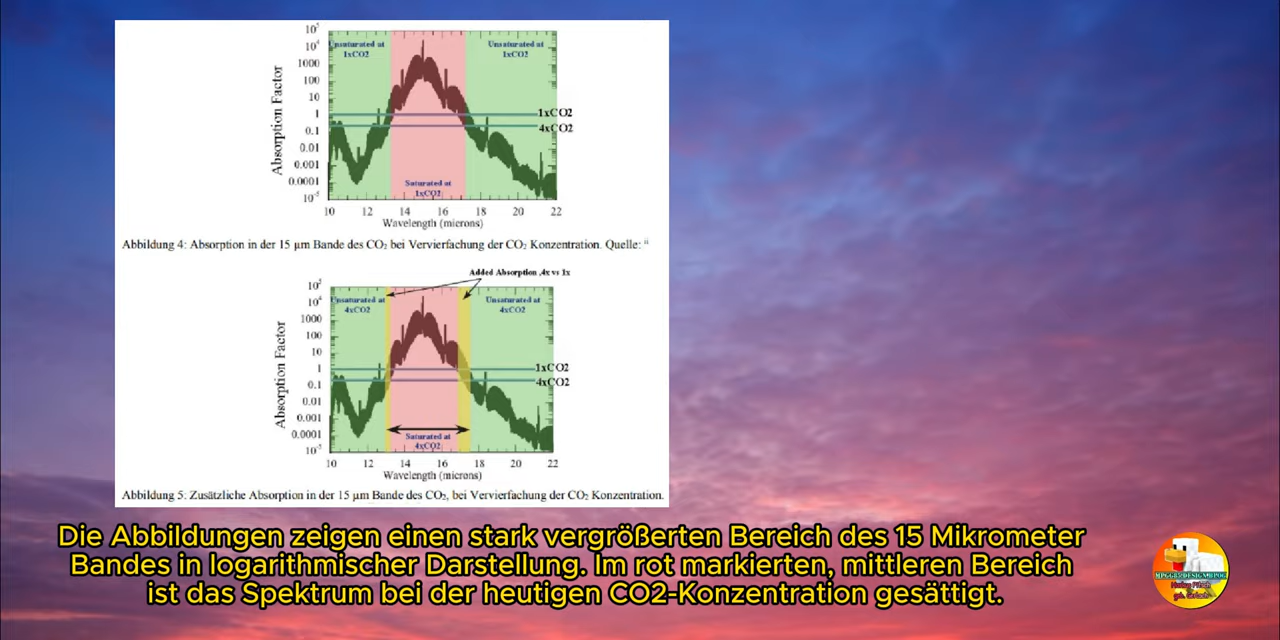 10⁵
10⁴
1000
100
10
1
0.1
0.01
0.001
0.0001
10⁻⁵
Absorption Factor
Unsaturated at
1xCO2
Unsaturated at
1xCO2
1xCO2
4xCO2
Saturated at
1xCO2
10 12 14 16 18 20 22
Wavelength (microns)
Abbildung 4: Absorption in der 15 µm Bande des CO₂ bei Vervierfachung der CO₂ Konzentration. Quelle:
Added Absorption 4x vs 1x
10⁵
10⁴
1000
100
10
1
0.1
0.01
0.001
0.0001
10⁻⁵
Absorption Factor
Unsaturated at
4xCO2
Unsaturated at
4xCO2
1xCO2
4xCO2
Saturated at
4xCO2
10 12 14 16 18 20 22
Wavelength (microns)
Abbildung 5: Zusätzliche Absorption in der 15 µm Bande des CO₂, bei Vervierfachung der CO₂ Konzentration.
Die Abbildungen zeigen einen stark vergrößerten Bereich des 15 Mikrometer
Bandes in logarithmischer Darstellung. Im rot markierten, mittleren Bereich
ist das Spektrum bei der heutigen CO2-Konzentration gesättigt.